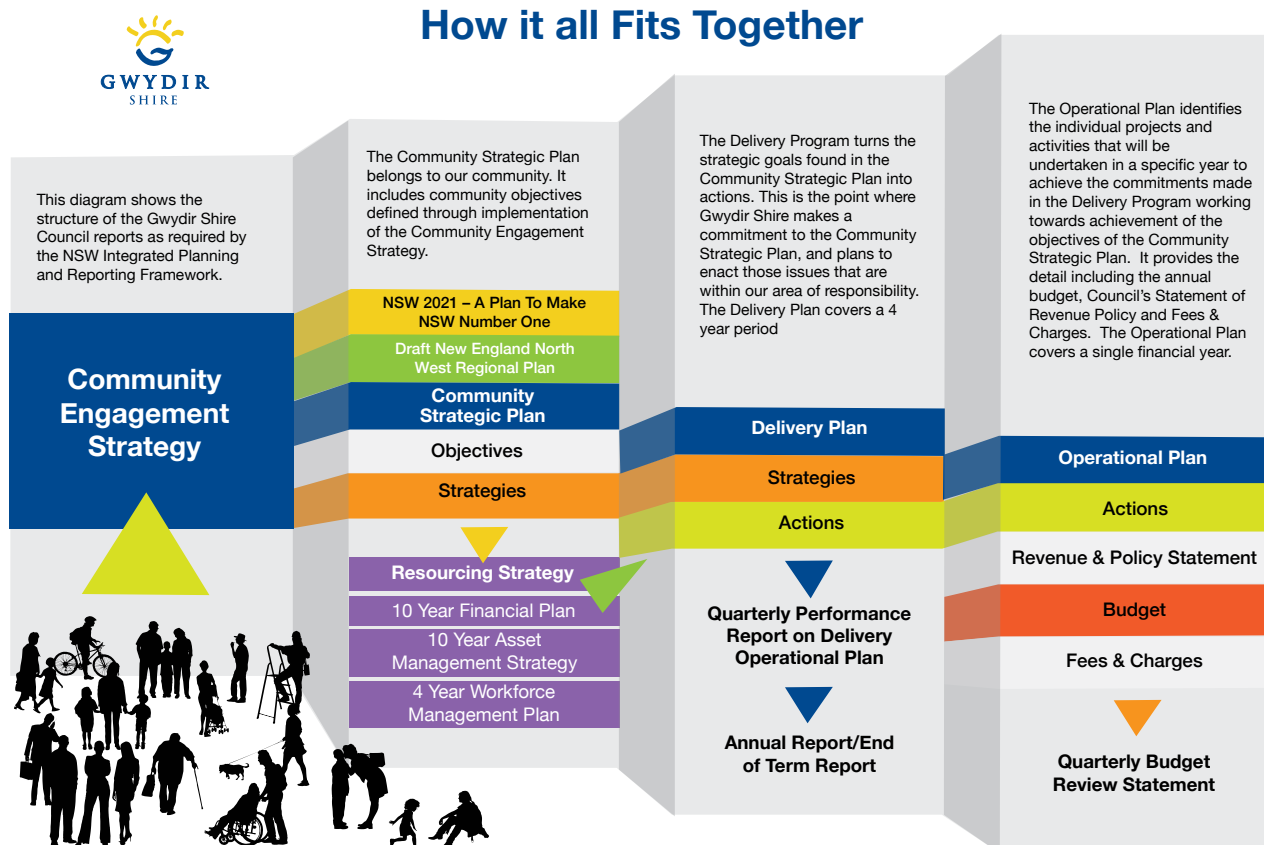 How it all Fits Together
GWYDIR
SHIRE
This diagram shows the
structure of the Gwydir Shire
Council reports as required by
the NSW Integrated Planning
and Reporting Framework.
Community
Engagement
Strategy
The Community Strategic Plan
belongs to our community. It
includes community objectives
defined through implementation
of the Community Engagement
Strategy.
NSW 2021 – A Plan To Make
NSW Number One
Draft New England North
West Regional Plan
Community
Strategic Plan
Objectives
Strategies
Resourcing Strategy
10 Year Financial Plan
10 Year Asset
Management Strategy
4 Year Workforce
Management Plan
The Delivery Program turns the
strategic goals found in the
Community Strategic Plan into
actions. This is the point where
Gwydir Shire makes a
commitment to the Community
Strategic Plan, and plans to
enact those issues that are
within our area of responsibility.
The Delivery Plan covers a 4
year period
Delivery Plan
Strategies
Actions
Quarterly Performance
Report on Delivery
Operational Plan
Annual Report/End
of Term Report
The Operational Plan identifies
the individual projects and
activities that will be
undertaken in a specific year to
achieve the commitments made
in the Delivery Program working
towards achievement of the
objectives of the Community
Strategic Plan.  It provides the
detail including the annual
budget, Council's Statement of
Revenue Policy and Fees &
Charges.  The Operational Plan
covers a single financial year.
Operational Plan
Actions
Revenue & Policy Statement
Budget
Fees & Charges
Quarterly Budget
Review Statement